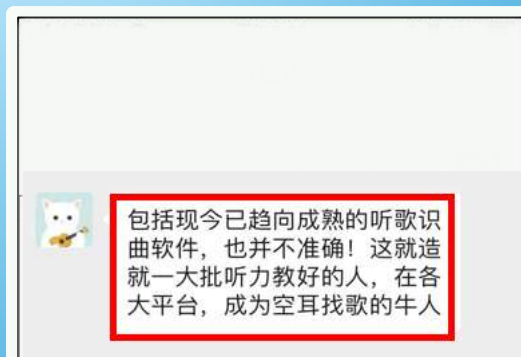 包括现今已趋向成熟的听歌识
曲软件，也并不准确！这就造
就一大批听力教好的人，在各
大平台，成为空耳找歌的牛人